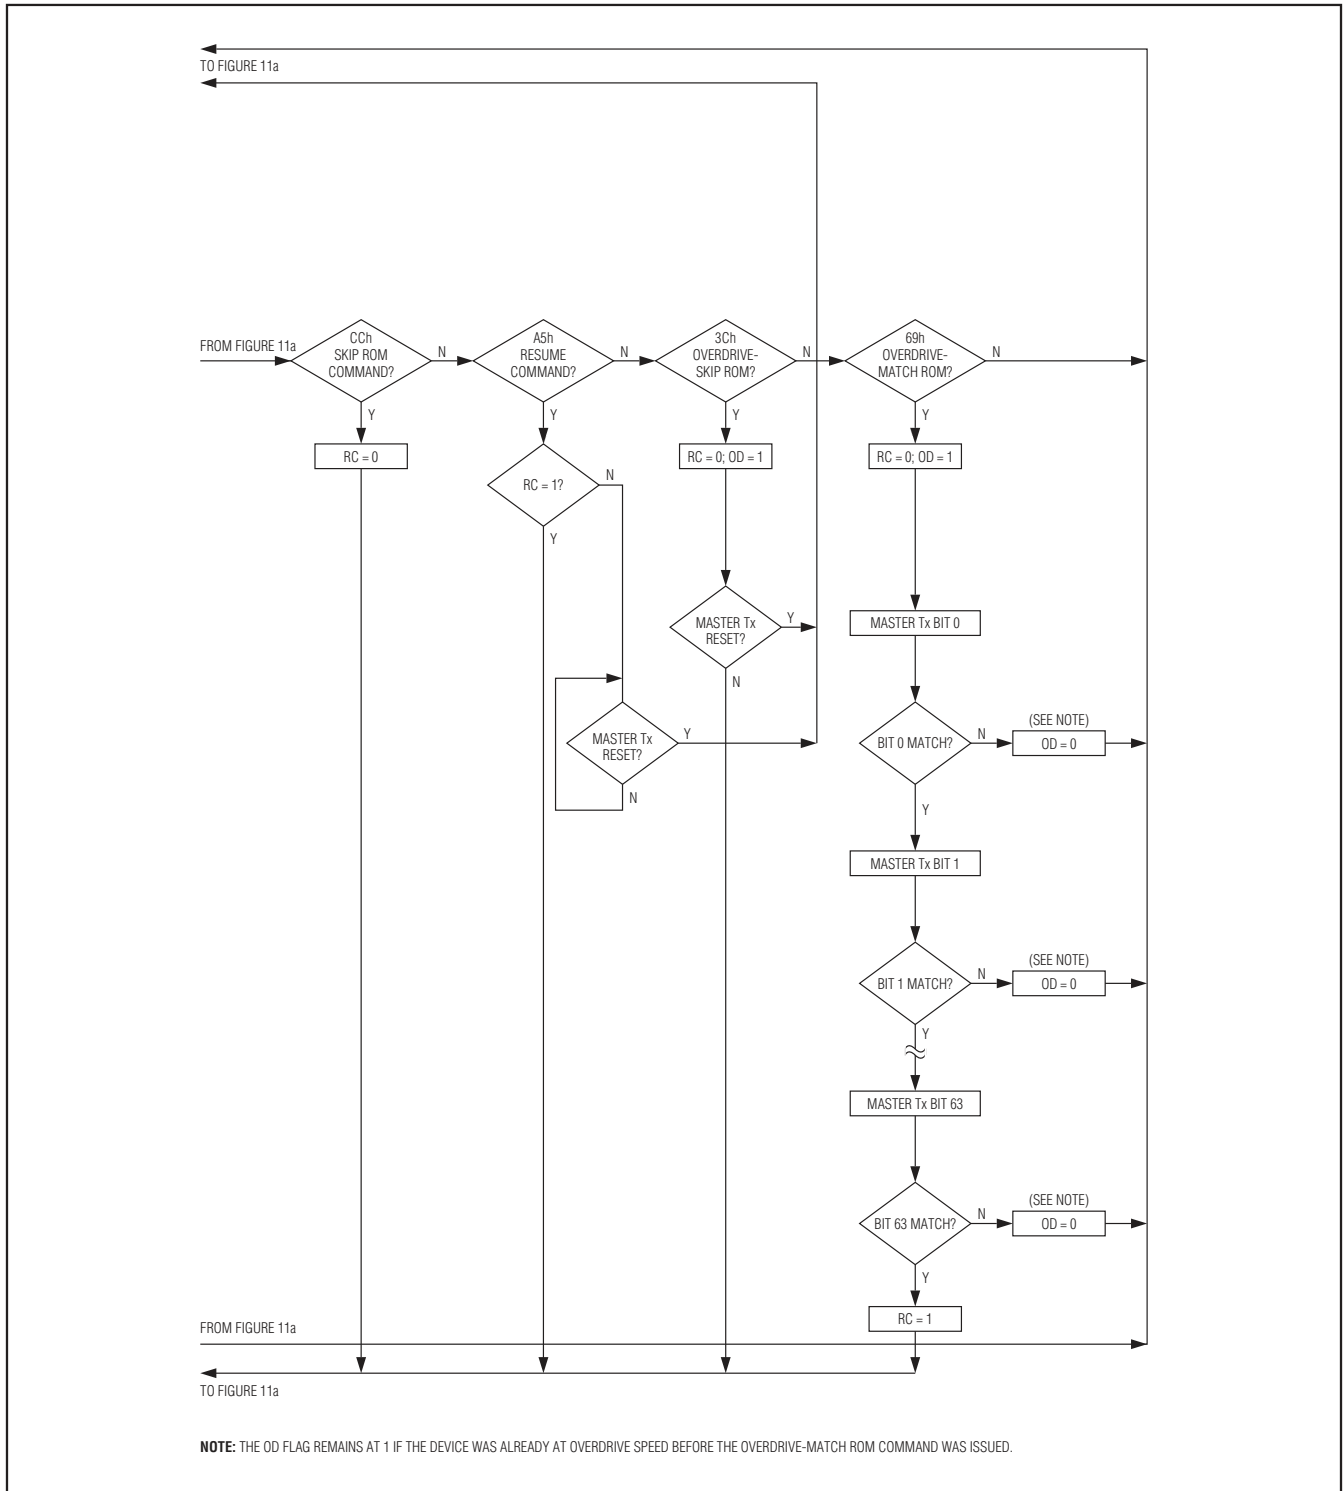 TO FIGURE 11a
FROM FIGURE 11a
CCh
SKIP ROM
COMMAND?
N
A5h
RESUME
COMMAND?
N
3Ch
OVERDRIVE-
SKIP ROM?
N
69h
OVERDRIVE-
MATCH ROM?
N
Y
Y
Y
Y
RC = 0
RC = 1?
N
Y
RC = 0; OD = 1
RC = 0; OD = 1
MASTER Tx
RESET?
Y
N
MASTER Tx BIT 0
MASTER Tx
RESET?
Y
N
BIT 0 MATCH?
N
(SEE NOTE)
OD = 0
Y
MASTER Tx BIT 1
BIT 1 MATCH?
N
(SEE NOTE)
OD = 0
Y
MASTER Tx BIT 63
BIT 63 MATCH?
N
(SEE NOTE)
OD = 0
Y
RC = 1
FROM FIGURE 11a
TO FIGURE 11a
NOTE: THE OD FLAG REMAINS AT 1 IF THE DEVICE WAS ALREADY AT OVERDRIVE SPEED BEFORE THE OVERDRIVE-MATCH ROM COMMAND WAS ISSUED.